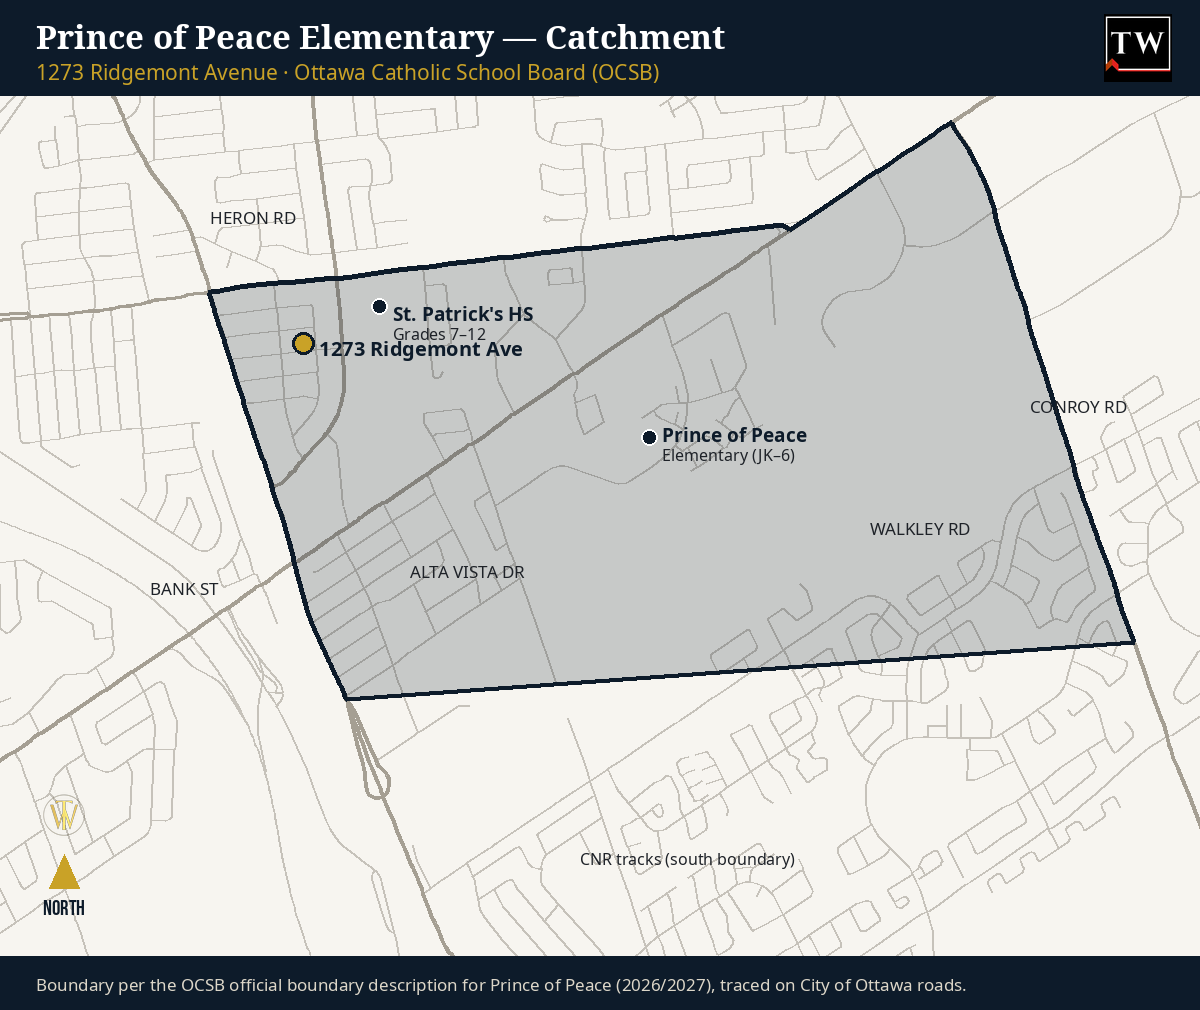 Prince of Peace Elementary — Catchment
1273 Ridgemont Avenue · Ottawa Catholic School Board (OCSB)
TW
HERON RD
St. Patrick's HS
Grades 7–12
1273 Ridgemont Ave
CONROY RD
Prince of Peace
Elementary (JK–6)
WALKLEY RD
ALTA VISTA DR
BANK ST
TW
CNR tracks (south boundary)
NORTH
Boundary per the OCSB official boundary description for Prince of Peace (2026/2027), traced on City of Ottawa roads.